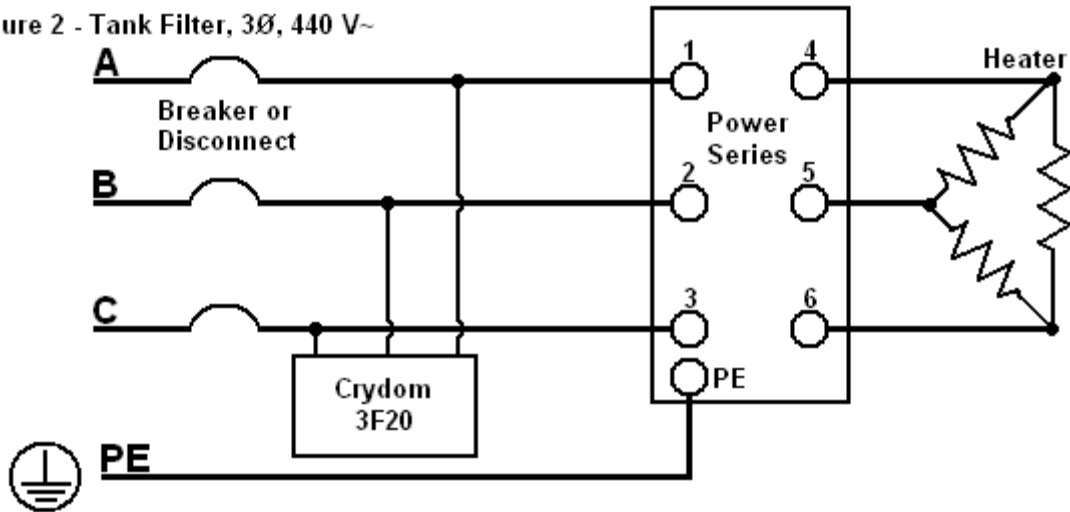 ure 2 - Tank Filter, 3Ø, 440 V~
A
Breaker or
Disconnect
B
C
Crydom
3F20
PE
1
2
3
PE
Power
Series
4
5
6
Heater